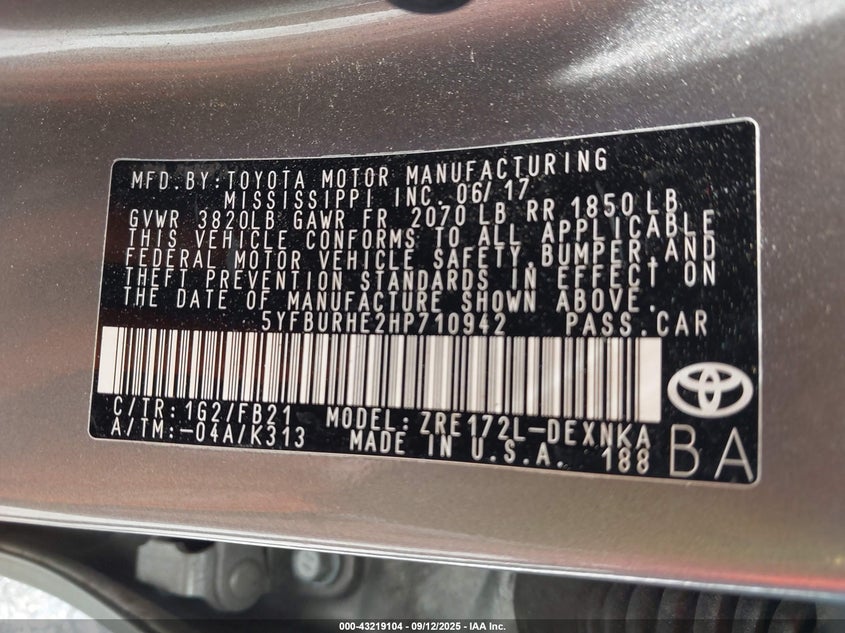 MFD.BY:TOYOTA MOTOR MANUFACTURING
MISSISSIPPI INC. 06/17
GVWR 3820LB GAWR FR 2070 LB RR 1850 LB
THIS VEHICLE CONFORMS TO ALL APPLICABLE
FEDERAL MOTOR VEHICLE SAFETY,BUMPER,AND
THEFT PREVENTION STANDARDS IN EFFECT ON
THE DATE OF MANUFACTURE SHOWN ABOVE.
5YFBURHE2HP710942 PASS.CAR
C/TR:1G2/FB21 MODEL:ZRE172L-DEXNKA
A/TM:-04A/K313 MADE IN U.S.A. 188
BA
000-43219104 - 09/12/2025 - IAA Inc.